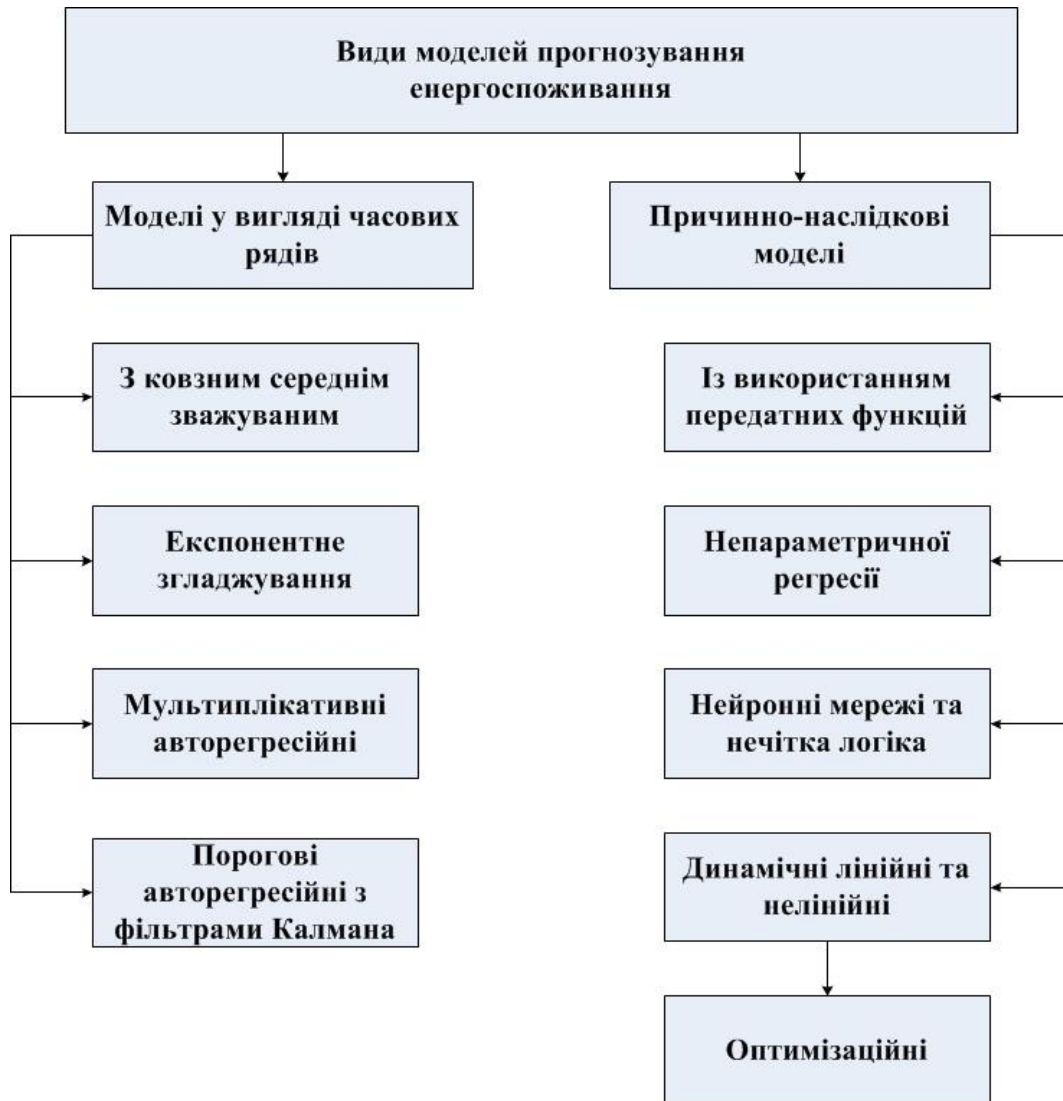 Види моделей прогнозування
енергоспоживання
Моделі у вигляді часових
рядів
Причинно-наслідкові
моделі
З ковзним середнім
зважуваним
Із використанням
передатних функцій
Експонентне
згладжування
Непараметричної
регресії
Мультиплікативні
авторегресійні
Нейронні мережі та
нечітка логіка
Порогові
авторегресійні з
фільтрами Калмана
Динамічні лінійні та
нелінійні
Оптимізаційні